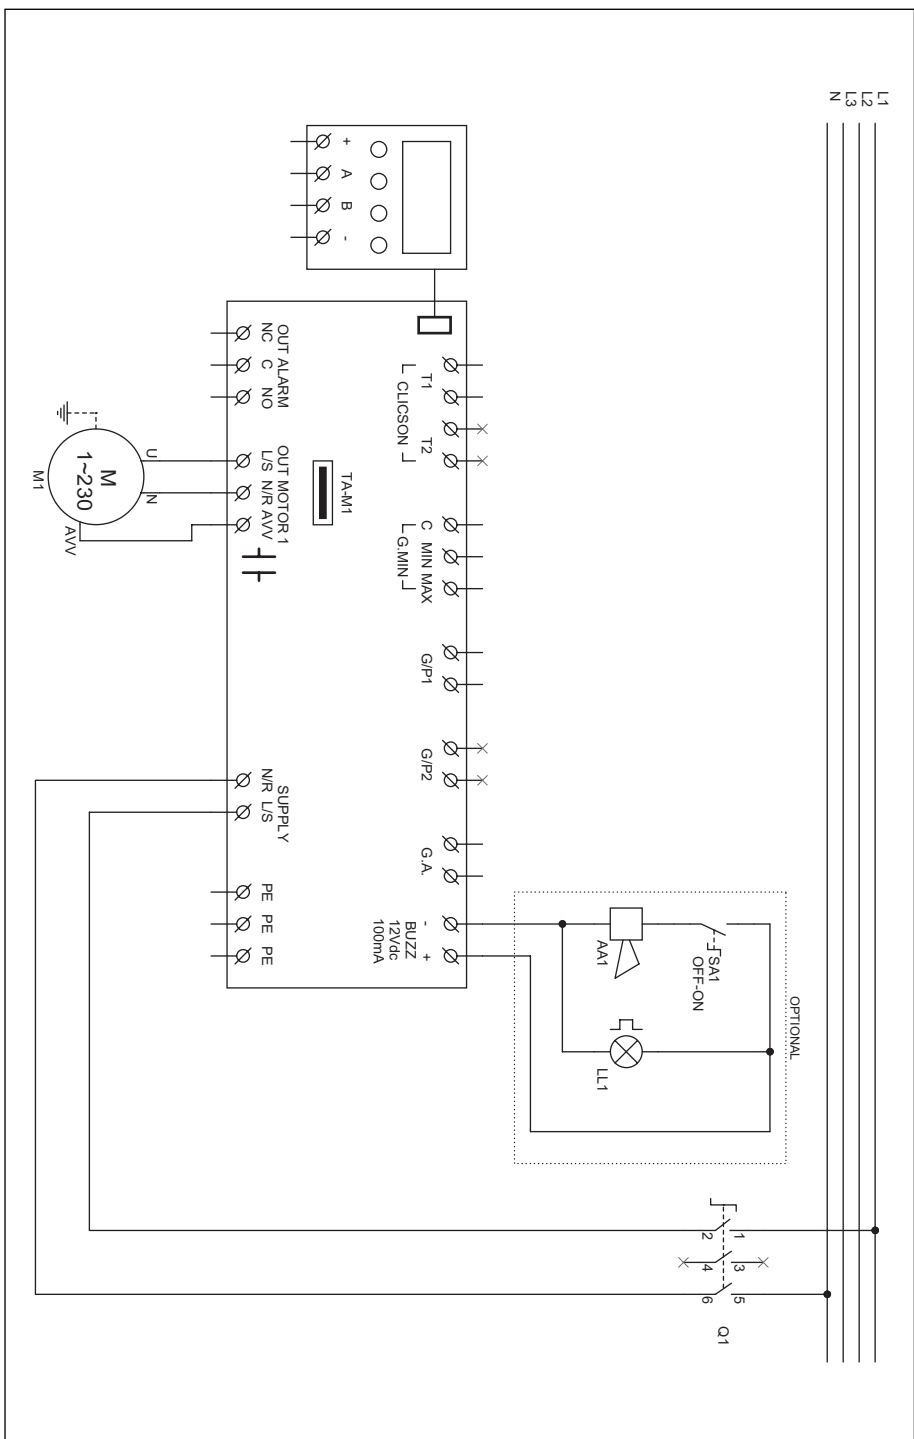 L1
L2
L3
N
+ A B -
T1 T2
CLICSON
C MIN MAX
G.MIN
G/P1
G/P2
G.A.
- +
BUZZ
12Vdc
100mA
OPTIONAL
SA1
OFF-ON
AA1
LL1
TA-M1
OUT ALARM
NC C NO
OUT MOTOR 1
L/S N/R AVV
SUPPLY
N/R L/S
PE PE PE
U N
M
1~230
AVV
M1
1 3 5
2 4 6
Q1